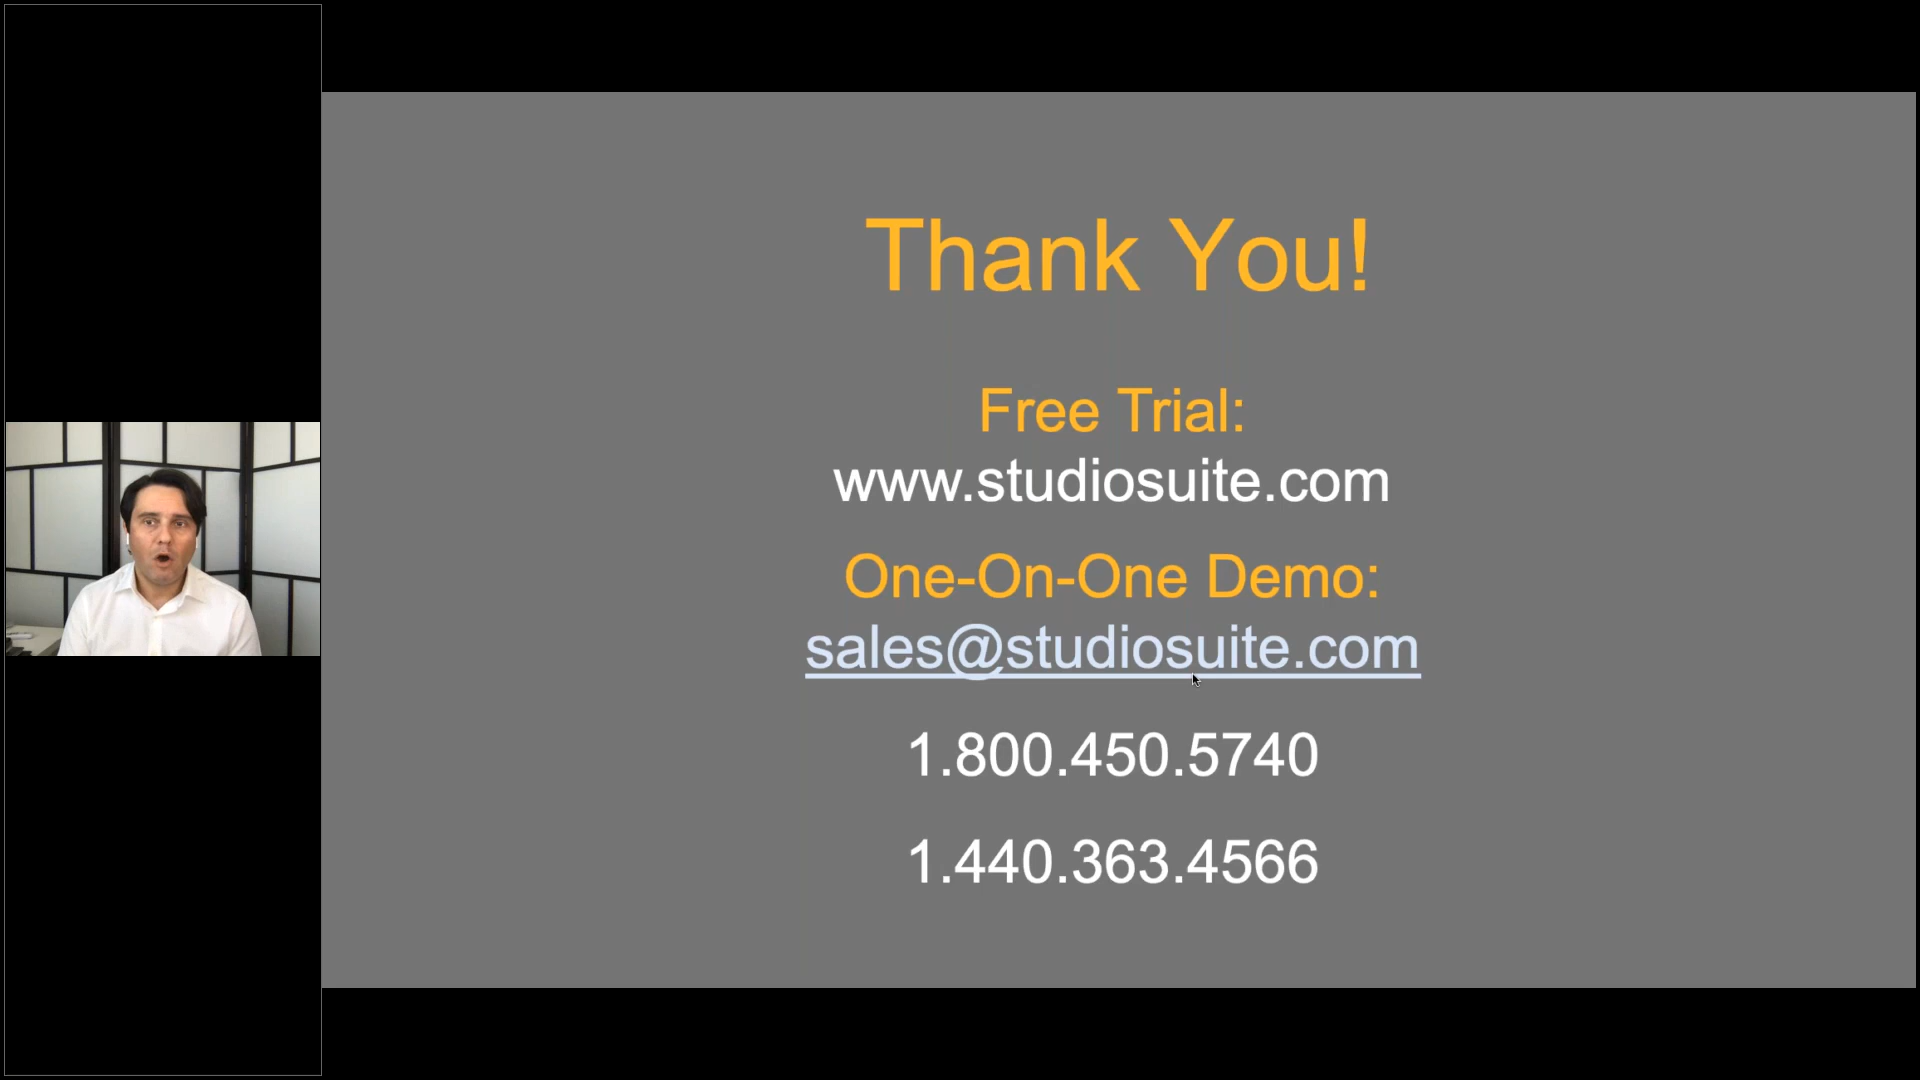 Thank You!
Free Trial:
www.studiosuite.com
One-On-One Demo:
sales@studiosuite.com
1.800.450.5740
1.440.363.4566